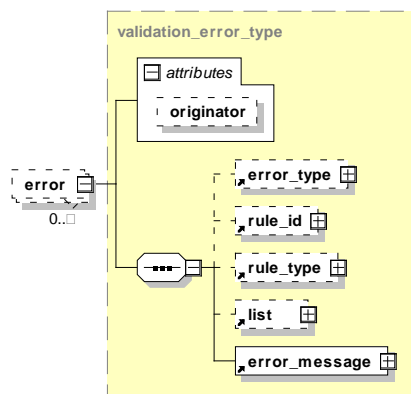 validation_error_type
attributes
originator
error
0..□
error_type
rule_id
rule_type
list
error_message